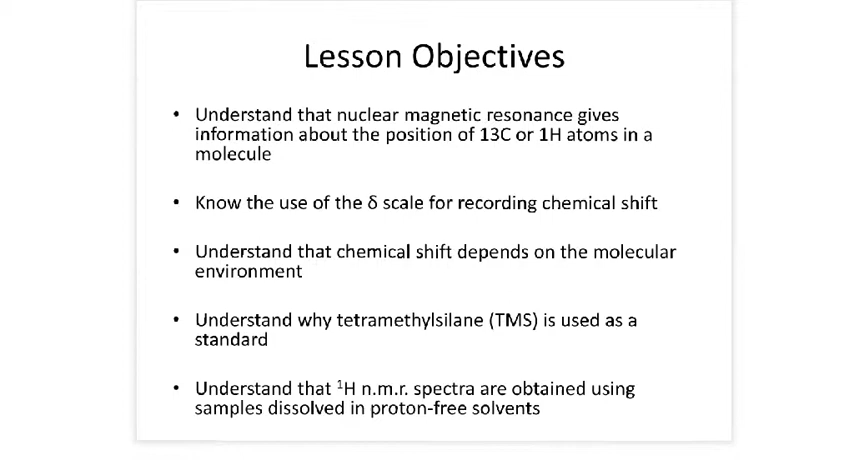 Lesson Objectives
• Understand that nuclear magnetic resonance gives
information about the position of 13C or 1H atoms in a
molecule
• Know the use of the δ scale for recording chemical shift
• Understand that chemical shift depends on the molecular
environment
• Understand why tetramethylsilane (TMS) is used as a
standard
• Understand that ¹H n.m.r. spectra are obtained using
samples dissolved in proton-free solvents